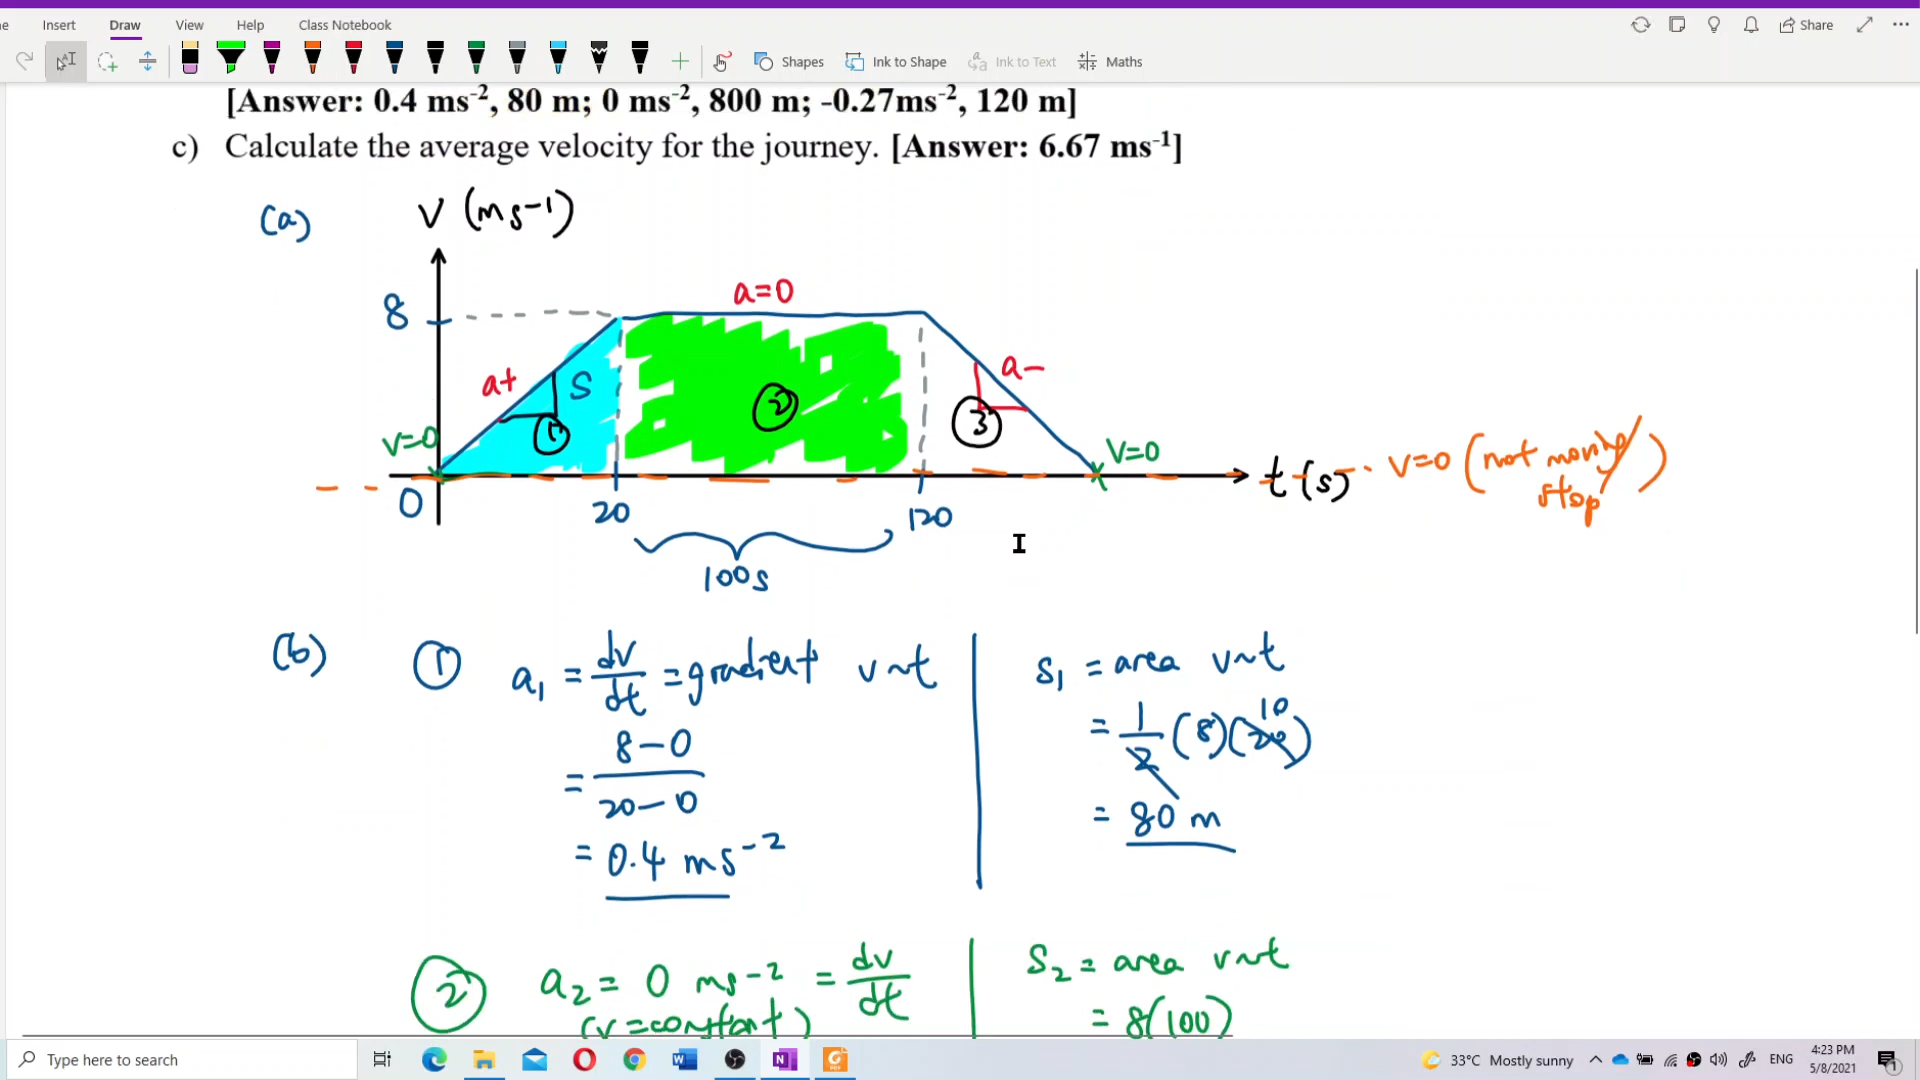 Insert Draw View Help Class Notebook Share
Shapes Ink to Shape Ink to Text Maths
[Answer: 0.4 ms-2, 80 m; 0 ms-2, 800 m; -0.27ms-2, 120 m]
c) Calculate the average velocity for the journey. [Answer: 6.67 ms-1]
(a) V (ms-1)
a=0
8
a+ S a-
① ② ③
v=0 V=0
t (s) v=0 (not moving/
stop)
0 20 120
100s
(b) ① a1 = dv/dt = gradient v~t
= 8-0 / 20-0
= 0.4 ms-2
S1 = area v~t
= 1/2 (8)(20) 10
= 80 m
② a2 = 0 ms-2 = dv/dt
(v=constant)
S2 = area v~t
= 8(100)
Type here to search
33°C Mostly sunny ENG 4:23 PM
5/8/2021